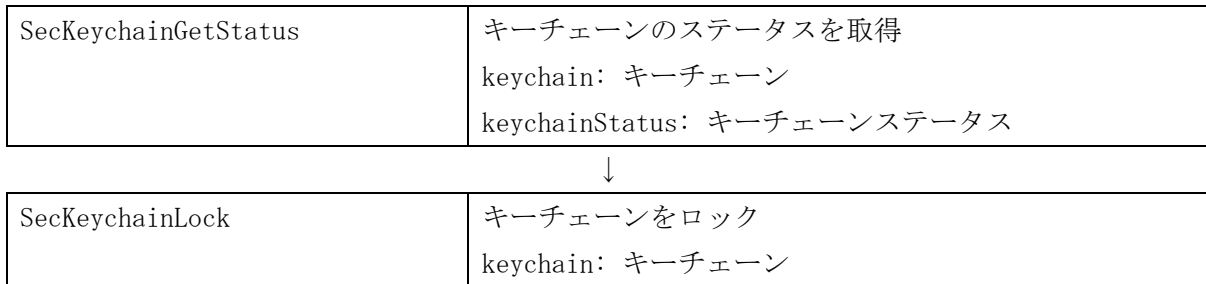 SecKeychainGetStatus
キーチェーンのステータスを取得
keychain: キーチェーン
keychainStatus: キーチェーンステータス
↓
SecKeychainLock
キーチェーンをロック
keychain: キーチェーン